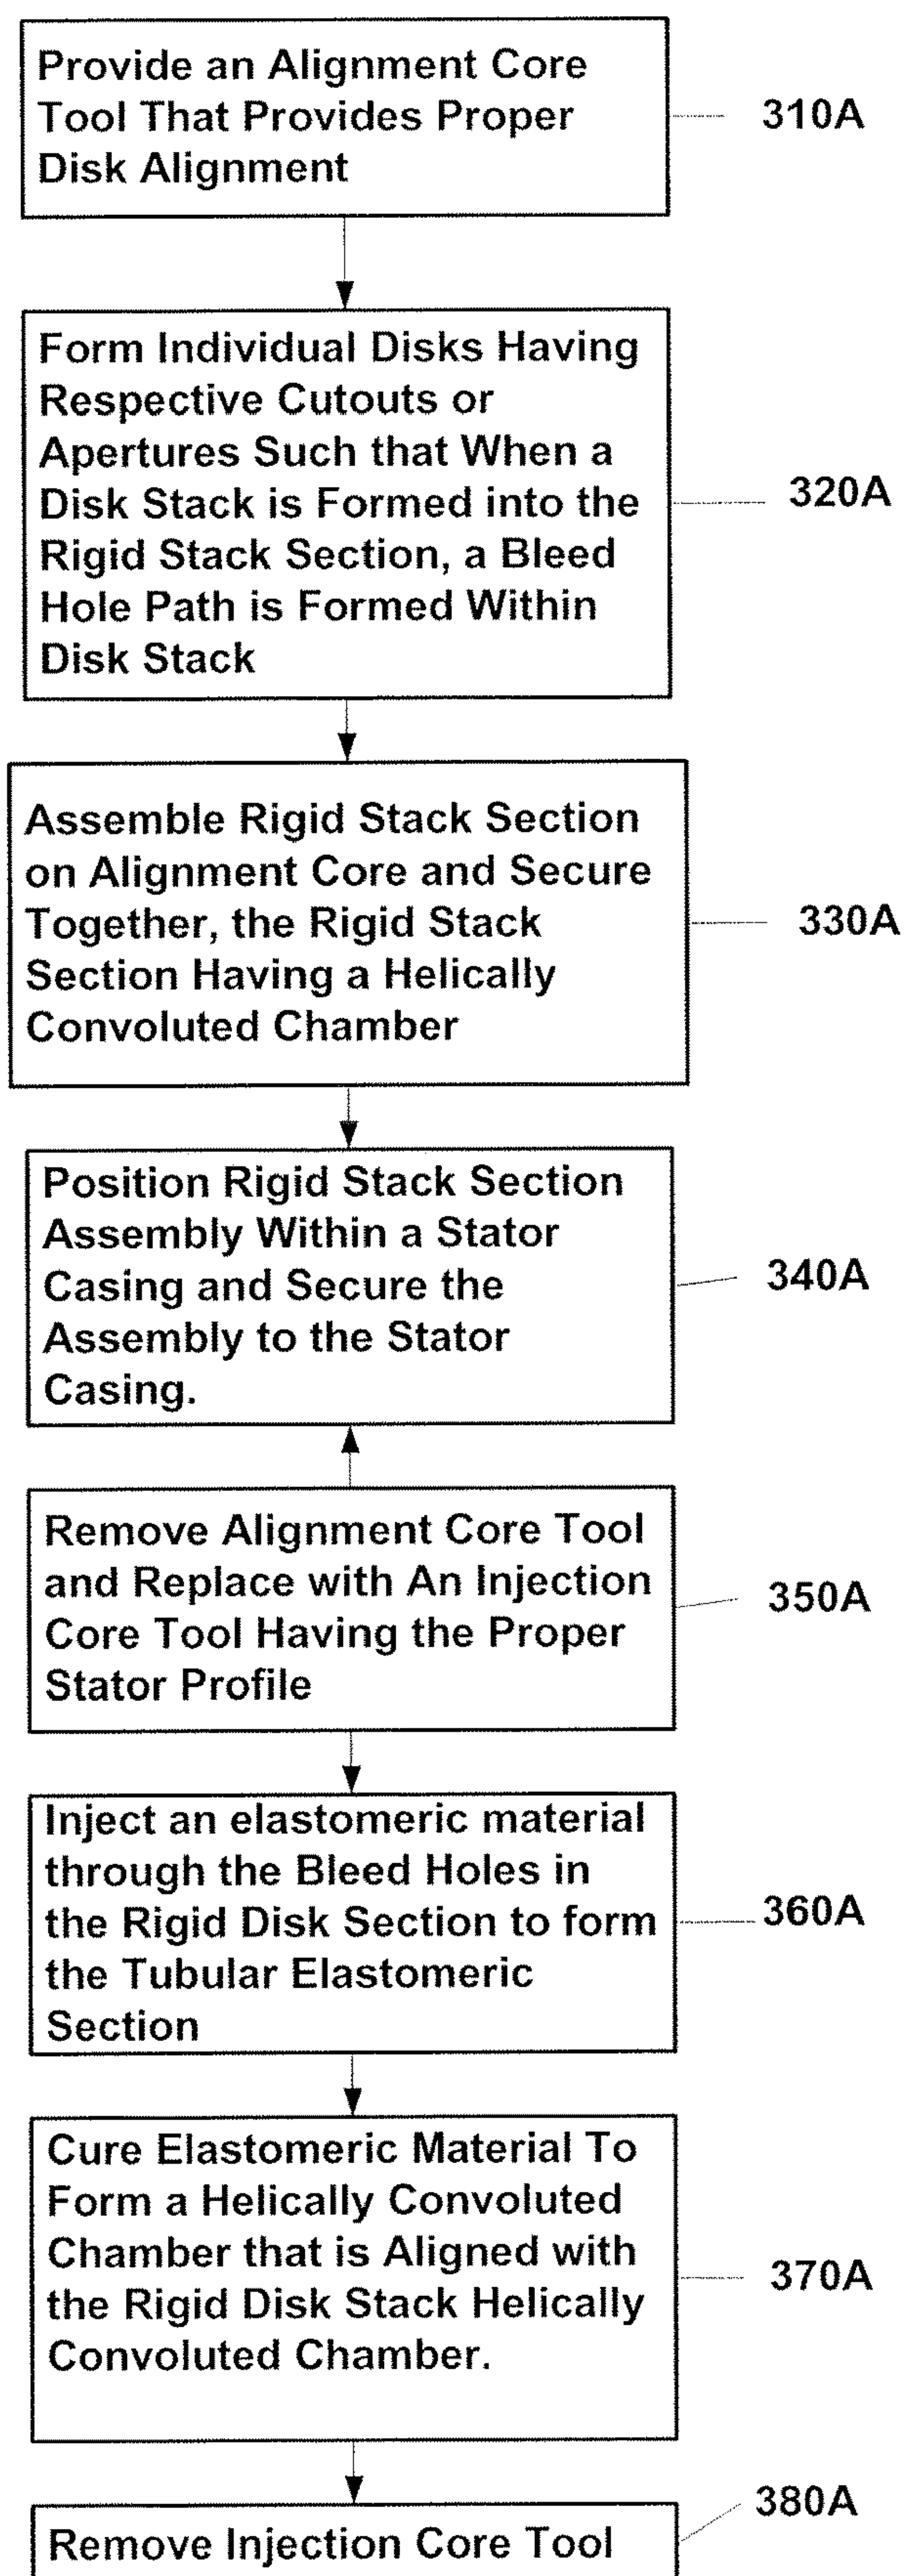 Provide an Alignment Core
Tool That Provides Proper
Disk Alignment
310A
Form Individual Disks Having
Respective Cutouts or
Apertures Such that When a
Disk Stack is Formed into the
Rigid Stack Section, a Bleed
Hole Path is Formed Within
Disk Stack
320A
Assemble Rigid Stack Section
on Alignment Core and Secure
Together, the Rigid Stack
Section Having a Helically
Convoluted Chamber
330A
Position Rigid Stack Section
Assembly Within a Stator
Casing and Secure the
Assembly to the Stator
Casing.
340A
Remove Alignment Core Tool
and Replace with An Injection
Core Tool Having the Proper
Stator Profile
350A
Inject an elastomeric material
through the Bleed Holes in
the Rigid Disk Section to form
the Tubular Elastomeric
Section
360A
Cure Elastomeric Material To
Form a Helically Convoluted
Chamber that is Aligned with
the Rigid Disk Stack Helically
Convoluted Chamber.
370A
Remove Injection Core Tool
380A